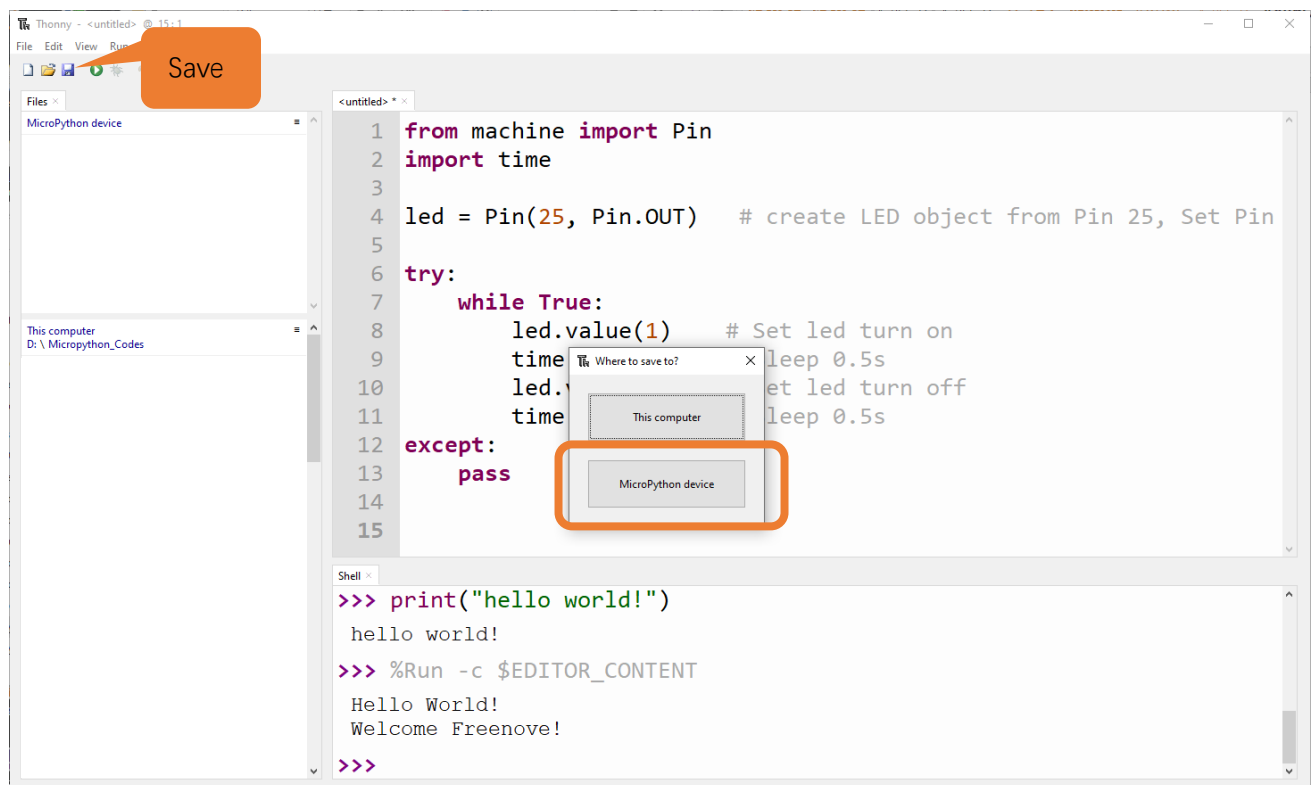 Thonny - <untitled> @ 15:1
File Edit View Run
Save
Files
MicroPython device
This computer
D: \ Micropython_Codes
<untitled> *
1 from machine import Pin
2 import time
3
4 led = Pin(25, Pin.OUT) # create LED object from Pin 25, Set Pin
5
6 try:
7 while True:
8 led.value(1) # Set led turn on
9 time leep 0.5s
10 led. et led turn off
11 time leep 0.5s
12 except:
13 pass
14
15
Where to save to?
This computer
MicroPython device
Shell
>>> print("hello world!")
hello world!
>>> %Run -c $EDITOR_CONTENT
Hello World!
Welcome Freenove!
>>>